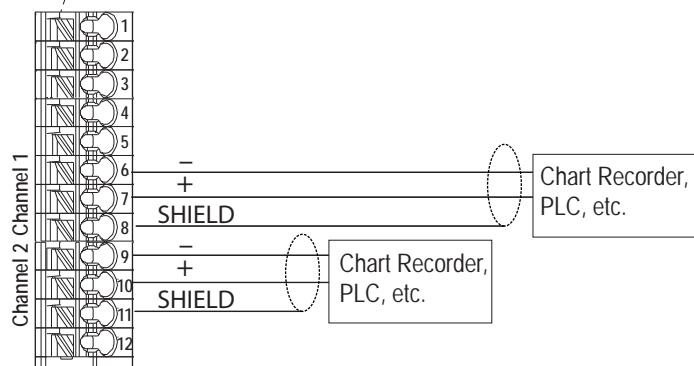 1
2
3
4
5
6
7
8
9
10
11
12
Channel 1
Channel 2
−
+
SHIELD
Chart Recorder,
PLC, etc.
−
+
SHIELD
Chart Recorder,
PLC, etc.